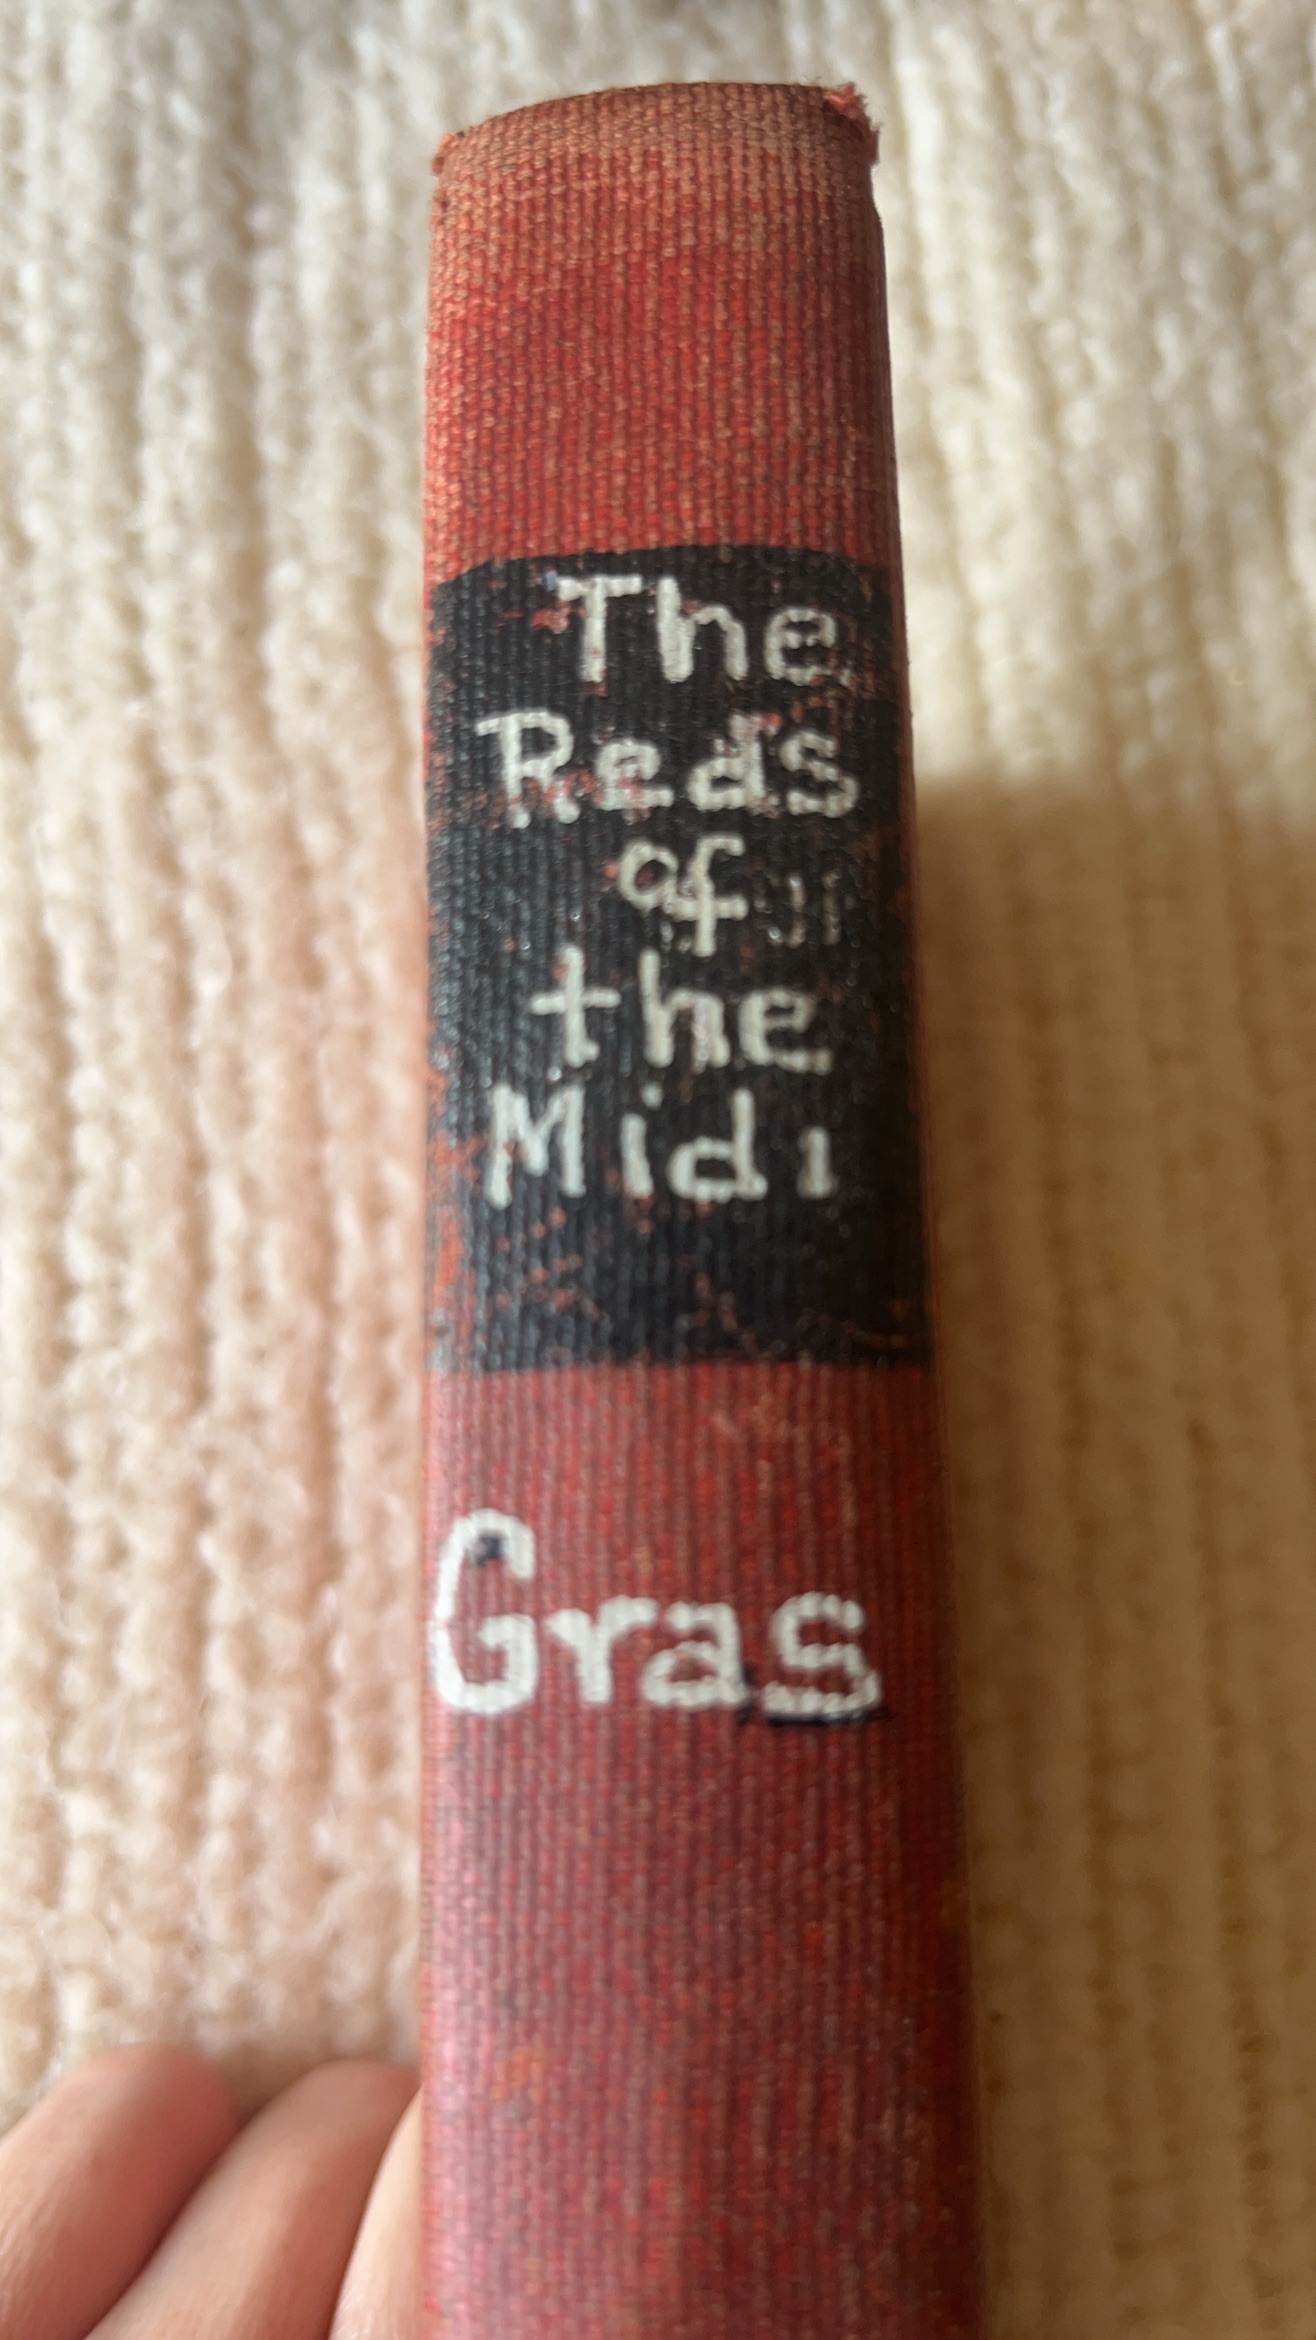 The
Reds
of
the
Midi
Gras